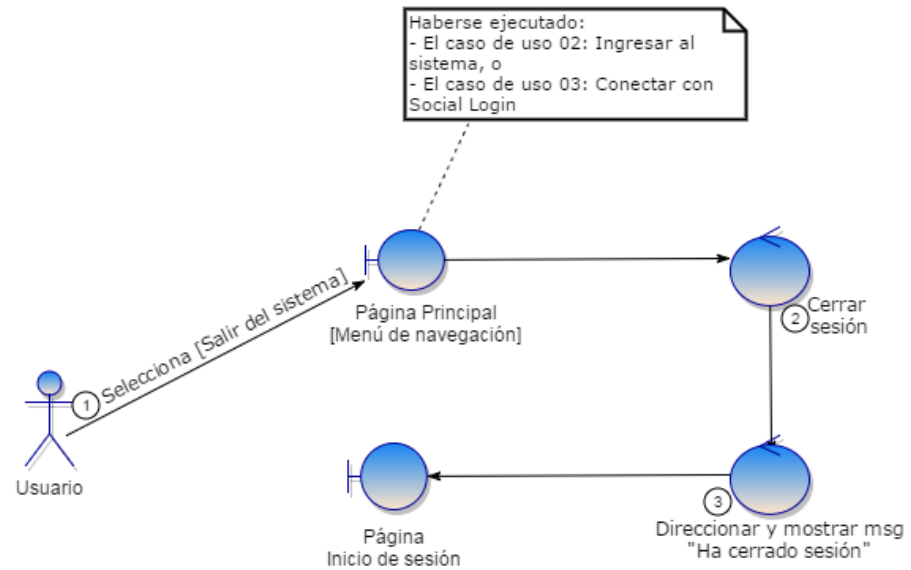 Haberse ejecutado:
- El caso de uso 02: Ingresar al
sistema, o
- El caso de uso 03: Conectar con
Social Login
Página Principal
[Menú de navegación]
2
Cerrar
sesión
1
Selecciona [Salir del sistema]
Usuario
Página
Inicio de sesión
3
Direccionar y mostrar msg
"Ha cerrado sesión"